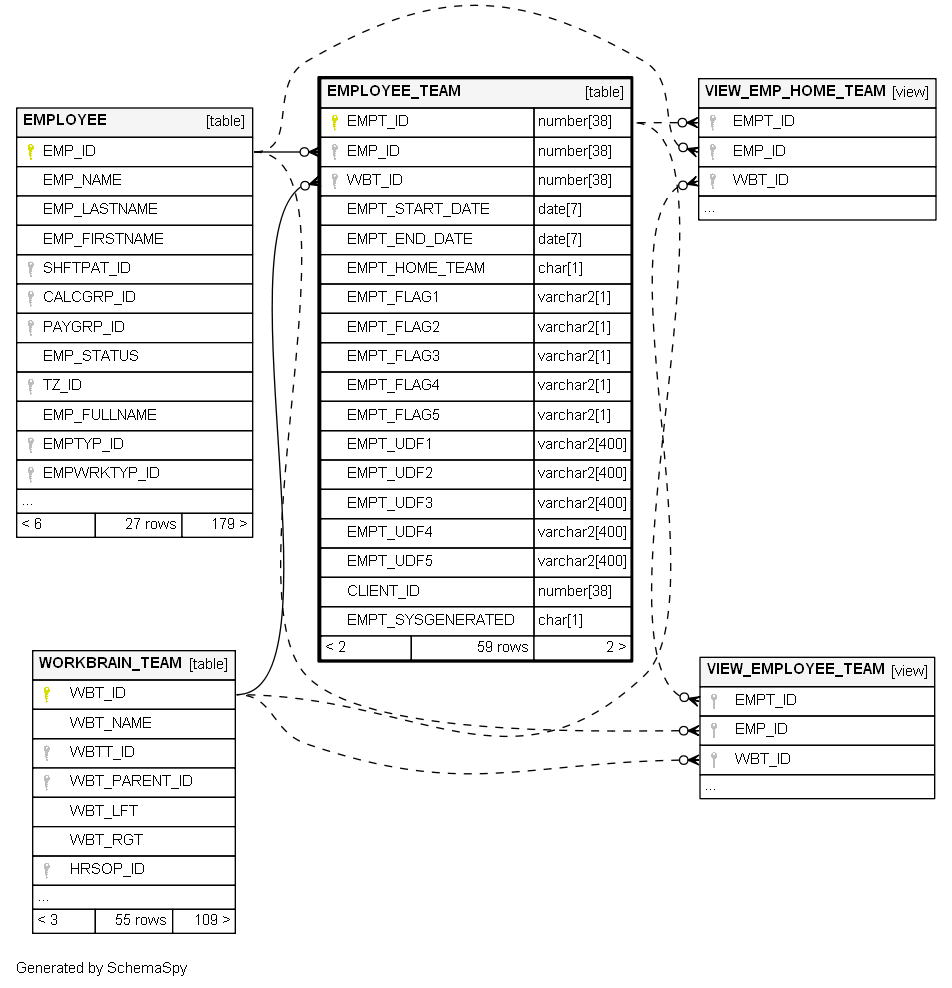 EMPLOYEE [table]
EMP_ID
EMP_NAME
EMP_LASTNAME
EMP_FIRSTNAME
SHFTPAT_ID
CALCGRP_ID
PAYGRP_ID
EMP_STATUS
TZ_ID
EMP_FULLNAME
EMPTYP_ID
EMPWRKTYP_ID
...
< 6 27 rows 179 >
WORKBRAIN_TEAM [table]
WBT_ID
WBT_NAME
WBTT_ID
WBT_PARENT_ID
WBT_LFT
WBT_RGT
HRSOP_ID
...
< 3 55 rows 109 >
EMPLOYEE_TEAM [table]
EMPT_ID number[38]
EMP_ID number[38]
WBT_ID number[38]
EMPT_START_DATE date[7]
EMPT_END_DATE date[7]
EMPT_HOME_TEAM char[1]
EMPT_FLAG1 varchar2[1]
EMPT_FLAG2 varchar2[1]
EMPT_FLAG3 varchar2[1]
EMPT_FLAG4 varchar2[1]
EMPT_FLAG5 varchar2[1]
EMPT_UDF1 varchar2[400]
EMPT_UDF2 varchar2[400]
EMPT_UDF3 varchar2[400]
EMPT_UDF4 varchar2[400]
EMPT_UDF5 varchar2[400]
CLIENT_ID number[38]
EMPT_SYSGENERATED char[1]
< 2 59 rows 2 >
VIEW_EMP_HOME_TEAM [view]
EMPT_ID
EMP_ID
WBT_ID
...
VIEW_EMPLOYEE_TEAM [view]
EMPT_ID
EMP_ID
WBT_ID
...
Generated by SchemaSpy